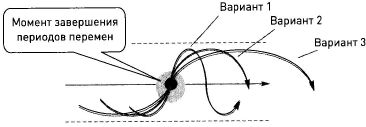 Момент завершения
периодов перемен
Вариант 1
Вариант 2
Вариант 3